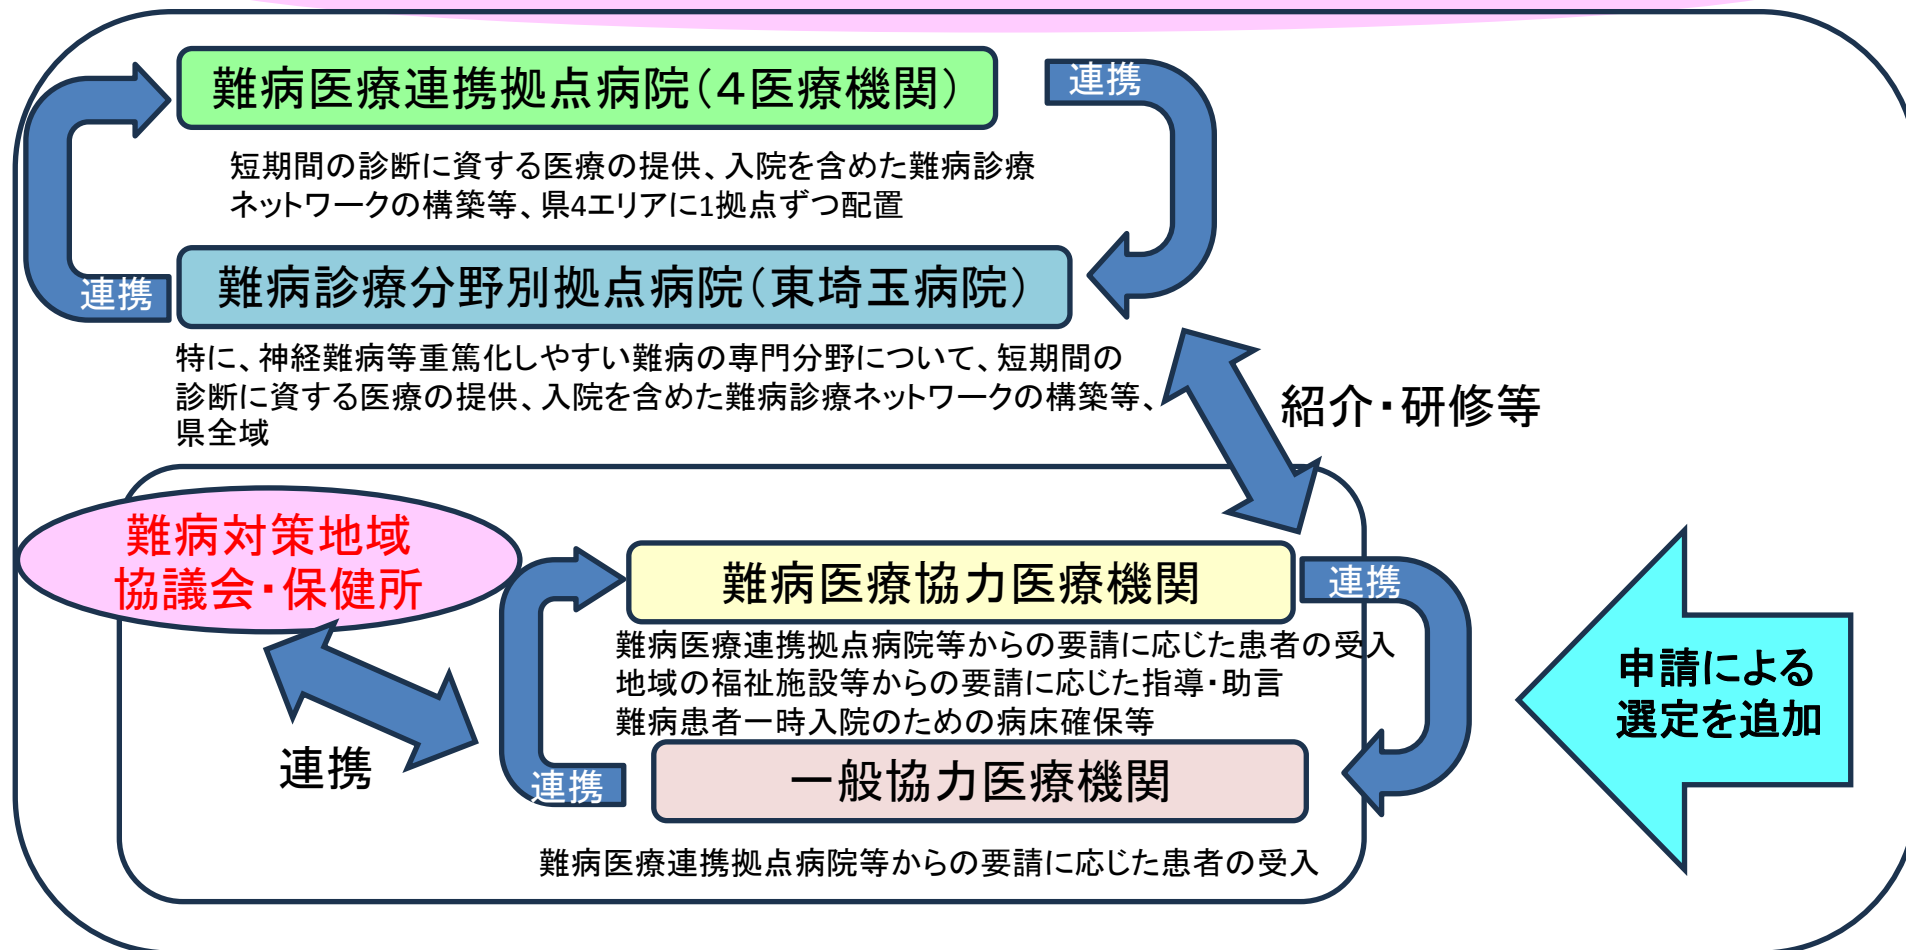 難病医療連携拠点病院（４医療機関）
連携
短期間の診断に資する医療の提供、入院を含めた難病診療
ネットワークの構築等、県4エリアに1拠点ずつ配置
連携
難病診療分野別拠点病院（東埼玉病院）
特に、神経難病等重篤化しやすい難病の専門分野について、短期間の
診断に資する医療の提供、入院を含めた難病診療ネットワークの構築等、
県全域
紹介・研修等
難病対策地域
協議会・保健所
難病医療協力医療機関
連携
難病医療連携拠点病院等からの要請に応じた患者の受入
地域の福祉施設等からの要請に応じた指導・助言
難病患者一時入院のための病床確保等
申請による
選定を追加
連携
連携
一般協力医療機関
難病医療連携拠点病院等からの要請に応じた患者の受入